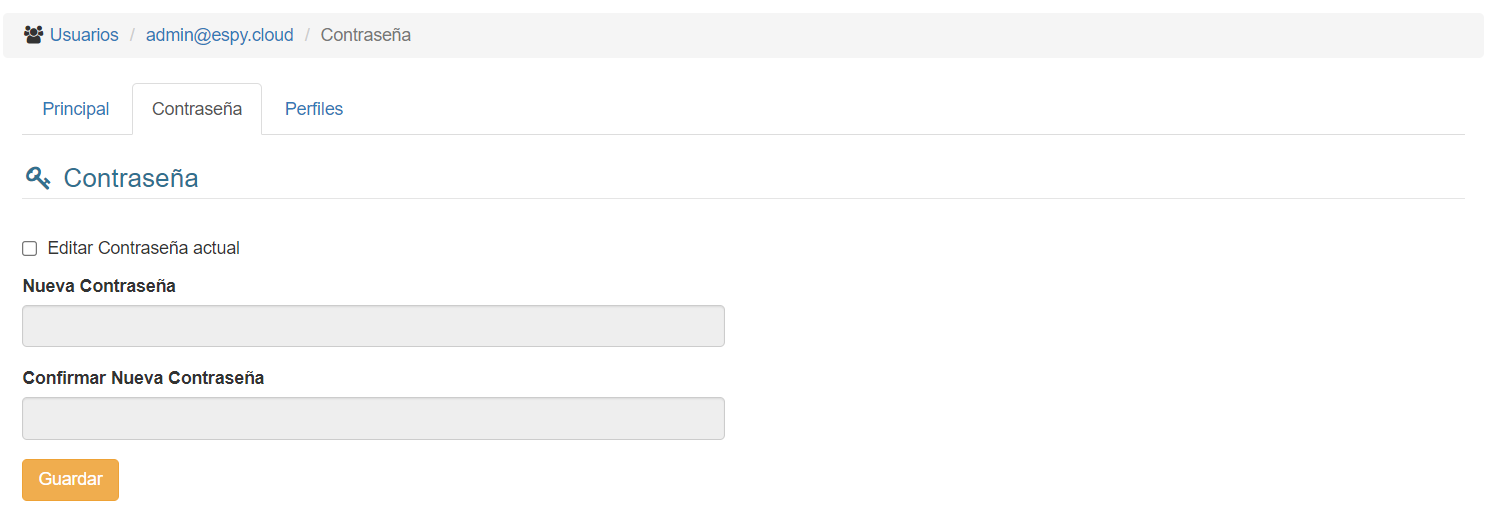 Usuarios / admin@espy.cloud / Contraseña
Principal Contraseña Perfiles
Contraseña
Editar Contraseña actual
Nueva Contraseña
Confirmar Nueva Contraseña
Guardar